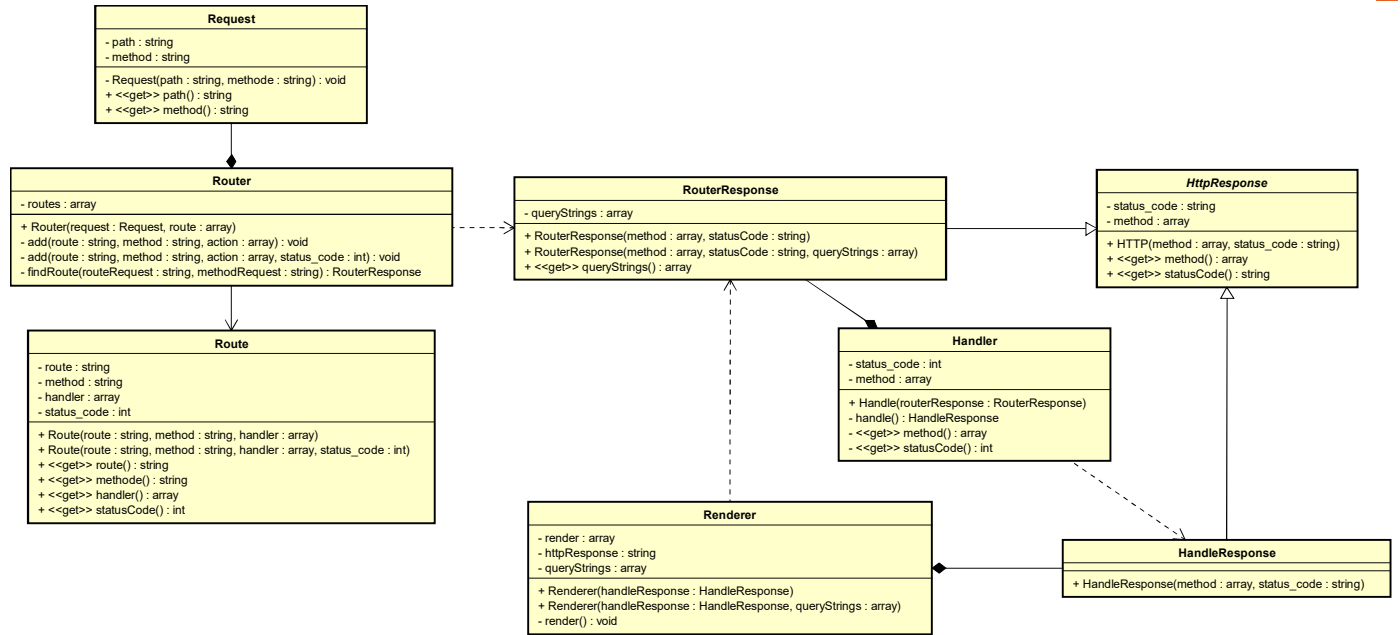 Request
- path : string
- method : string
- Request(path : string, methode : string) : void
+ <<get>> path() : string
+ <<get>> method() : string
Router
- routes : array
+ Router(request : Request, route : array)
- add(route : string, method : string, action : array) : void
- add(route : string, method : string, action : array, status_code : int) : void
- findRoute(routeRequest : string, methodRequest : string) : RouterResponse
RouterResponse
- queryStrings : array
+ RouterResponse(method : array, statusCode : string)
+ RouterResponse(method : array, statusCode : string, queryStrings : array)
+ <<get>> queryStrings() : array
HttpResponse
- status_code : string
- method : array
+ HTTP(method : array, status_code : string)
+ <<get>> method() : array
+ <<get>> statusCode() : string
Route
- route : string
- method : string
- handler : array
- status_code : int
+ Route(route : string, method : string, handler : array)
+ Route(route : string, method : string, handler : array, status_code : int)
+ <<get>> route() : string
+ <<get>> methode() : string
+ <<get>> handler() : array
+ <<get>> statusCode() : int
Handler
- status_code : int
- method : array
+ Handle(routerResponse : RouterResponse)
- handle() : HandleResponse
- <<get>> method() : array
- <<get>> statusCode() : int
Renderer
- render : array
- httpResponse : string
- queryStrings : array
+ Renderer(handleResponse : HandleResponse)
+ Renderer(handleResponse : HandleResponse, queryStrings : array)
- render() : void
HandleResponse
+ HandleResponse(method : array, status_code : string)